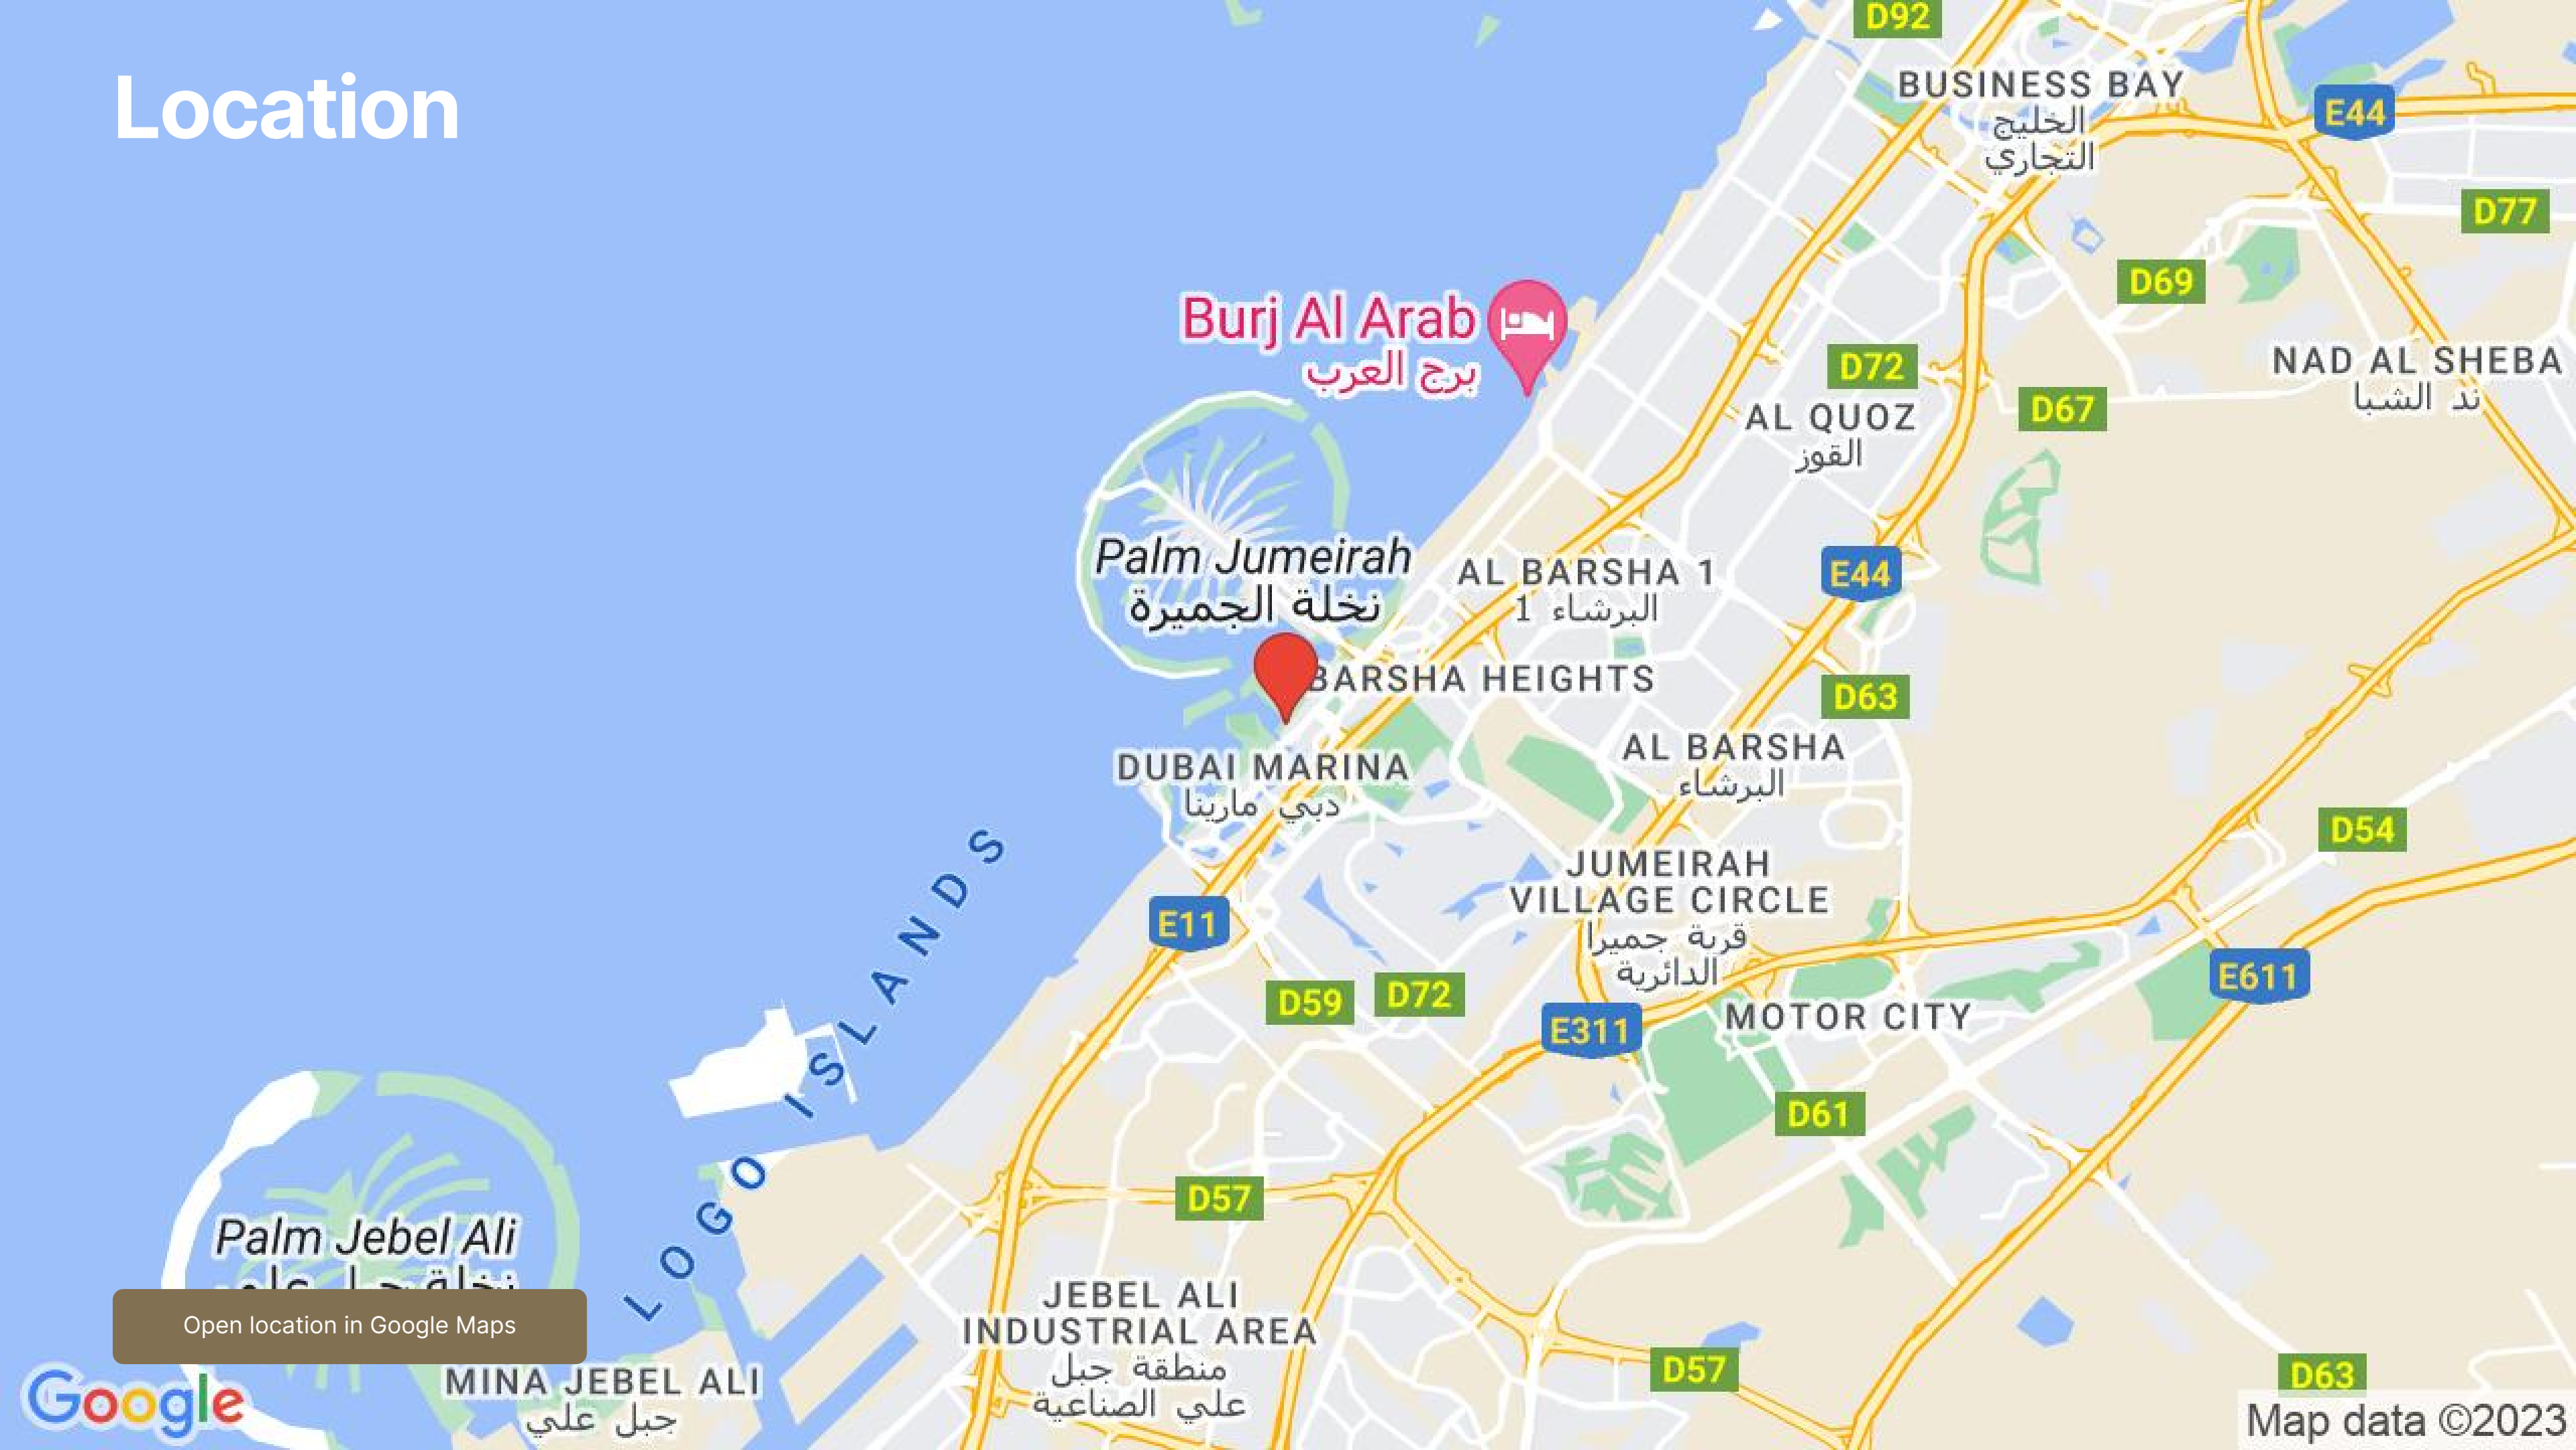 Location
D92
BUSINESS BAY
الخليج
التجاري
E44
D77
D69
Burj Al Arab
برج العرب
D72
NAD AL SHEBA
ند الشبا
D67
AL QUOZ
القوز
Palm Jumeirah
نخلة الجميرة
AL BARSHA 1
البرشاء 1
E44
BARSHA HEIGHTS
D63
AL BARSHA
البرشاء
DUBAI MARINA
دبي مارينا
D54
JUMEIRAH
VILLAGE CIRCLE
قرية جميرا
الدائرية
E11
LOGO ISLANDS
E611
D59
D72
E311
MOTOR CITY
D61
D57
Palm Jebel Ali
Open location in Google Maps
JEBEL ALI
INDUSTRIAL AREA
منطقة جبل
علي الصناعية
D57
D63
MINA JEBEL ALI
جبل علي
Google
Map data ©2023